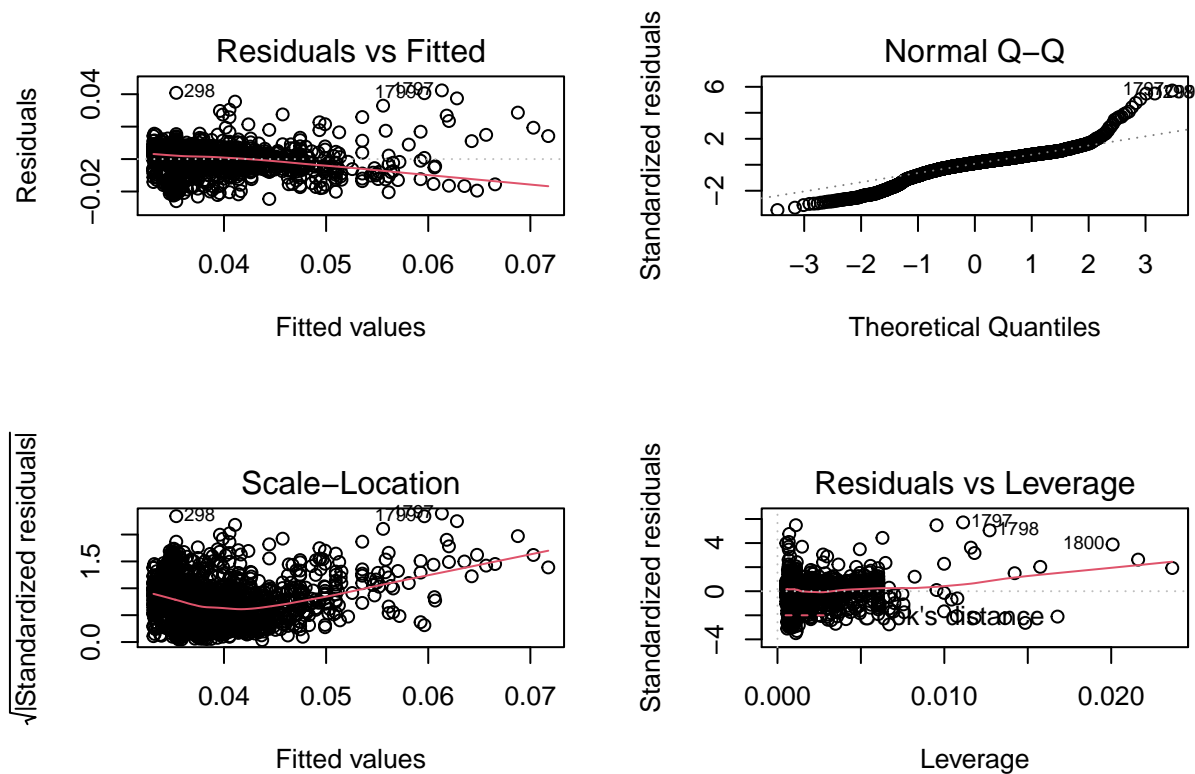 Residuals vs Fitted
Residuals
0.04
−0.02
298
1797
0.04 0.05 0.06 0.07
Fitted values
Normal Q−Q
Standardized residuals
6
2
−2
1797
−3 −2 −1 0 1 2 3
Theoretical Quantiles
Scale−Location
√|Standardized residuals|
1.5
0.0
298
1797
0.04 0.05 0.06 0.07
Fitted values
Residuals vs Leverage
Standardized residuals
4
0
−4
1797
1798
1800
k's distance
0.000 0.010 0.020
Leverage